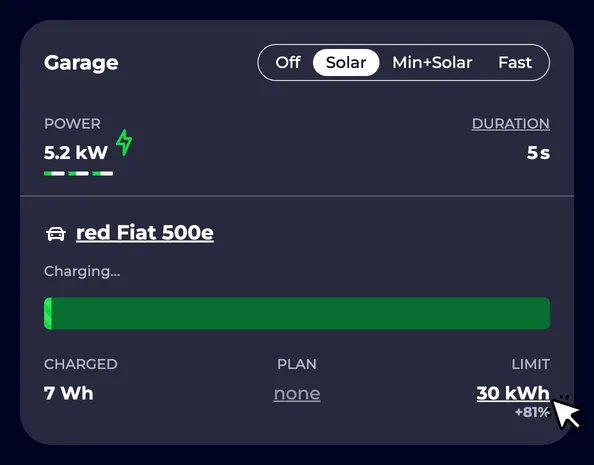 Garage
Off Solar Min+Solar Fast
POWER DURATION
5.2 kW 5 s
red Fiat 500e
Charging...
CHARGED PLAN LIMIT
7 Wh none 30 kWh
+81%